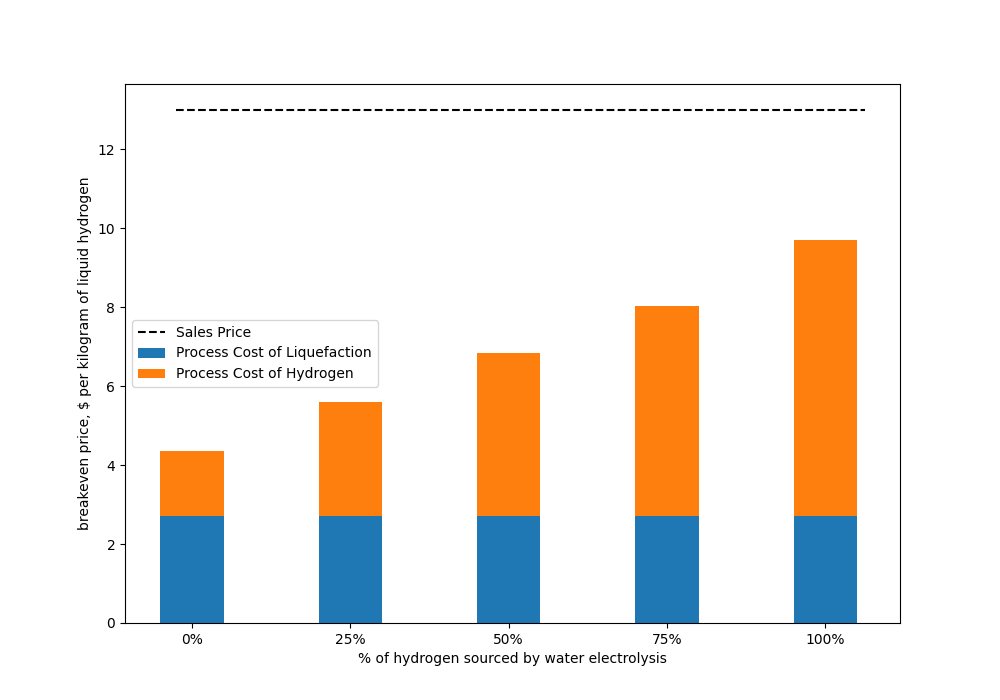 12
10
8
6
4
2
0
breakeven price, $ per kilogram of liquid hydrogen
Sales Price
Process Cost of Liquefaction
Process Cost of Hydrogen
0% 25% 50% 75% 100%
% of hydrogen sourced by water electrolysis